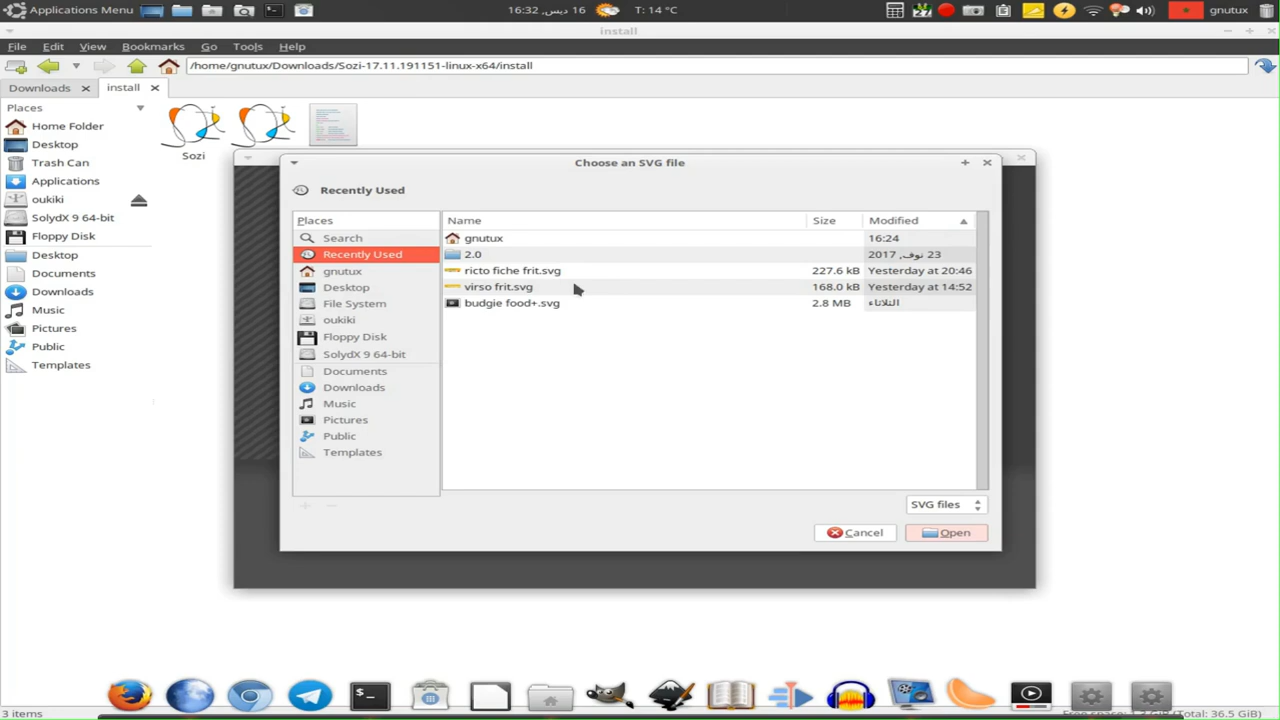 Applications Menu
16 ديس, 16:32
T: 14 °C
gnutux
install
File Edit View Bookmarks Go Tools Help
/home/gnutux/Downloads/Sozi-17.11.191151-linux-x64/install
Downloads
install
Places
Home Folder
Desktop
Trash Can
Applications
oukiki
SolydX 9 64-bit
Floppy Disk
Desktop
Documents
Downloads
Music
Pictures
Public
Templates
Sozi
Choose an SVG file
Recently Used
Places
Search
Recently Used
gnutux
Desktop
File System
oukiki
Floppy Disk
SolydX 9 64-bit
Documents
Downloads
Music
Pictures
Public
Templates
Name Size Modified
gnutux 16:24
2.0 23 نوف, 2017
ricto fiche frit.svg 227.6 kB Yesterday at 20:46
virso frit.svg 168.0 kB Yesterday at 14:52
budgie food+.svg 2.8 MB الثلاثاء
SVG files
Cancel
Open
3 items
(Total: 36.5 GiB)